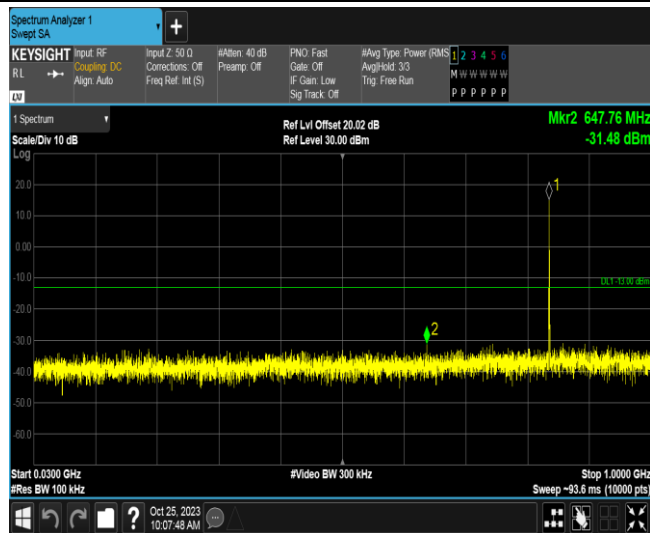 Spectrum Analyzer 1
Swept SA
+
KEYSIGHT
RL
Input: RF
Coupling: DC
Align: Auto
Input Z: 50 Ω
Corrections: Off
Freq Ref: Int (S)
#Atten: 40 dB
Preamp: Off
PNO: Fast
Gate: Off
IF Gain: Low
Sig Track: Off
#Avg Type: Power (RMS
Avg|Hold: 3/3
Trig: Free Run
1 2 3 4 5 6
M W W W W W
P P P P P P
1 Spectrum
Scale/Div 10 dB
Log
Ref Lvl Offset 20.02 dB
Ref Level 30.00 dBm
Mkr2 647.76 MHz
-31.48 dBm
1
20.0
10.0
0.00
-10.0
DL1 -13.00 dBm
-20.0
2
-30.0
-40.0
-50.0
-60.0
Start 0.0300 GHz
#Res BW 100 kHz
#Video BW 300 kHz
Stop 1.0000 GHz
Sweep ~93.6 ms (10000 pts)
?
Oct 25, 2023
10:07:48 AM